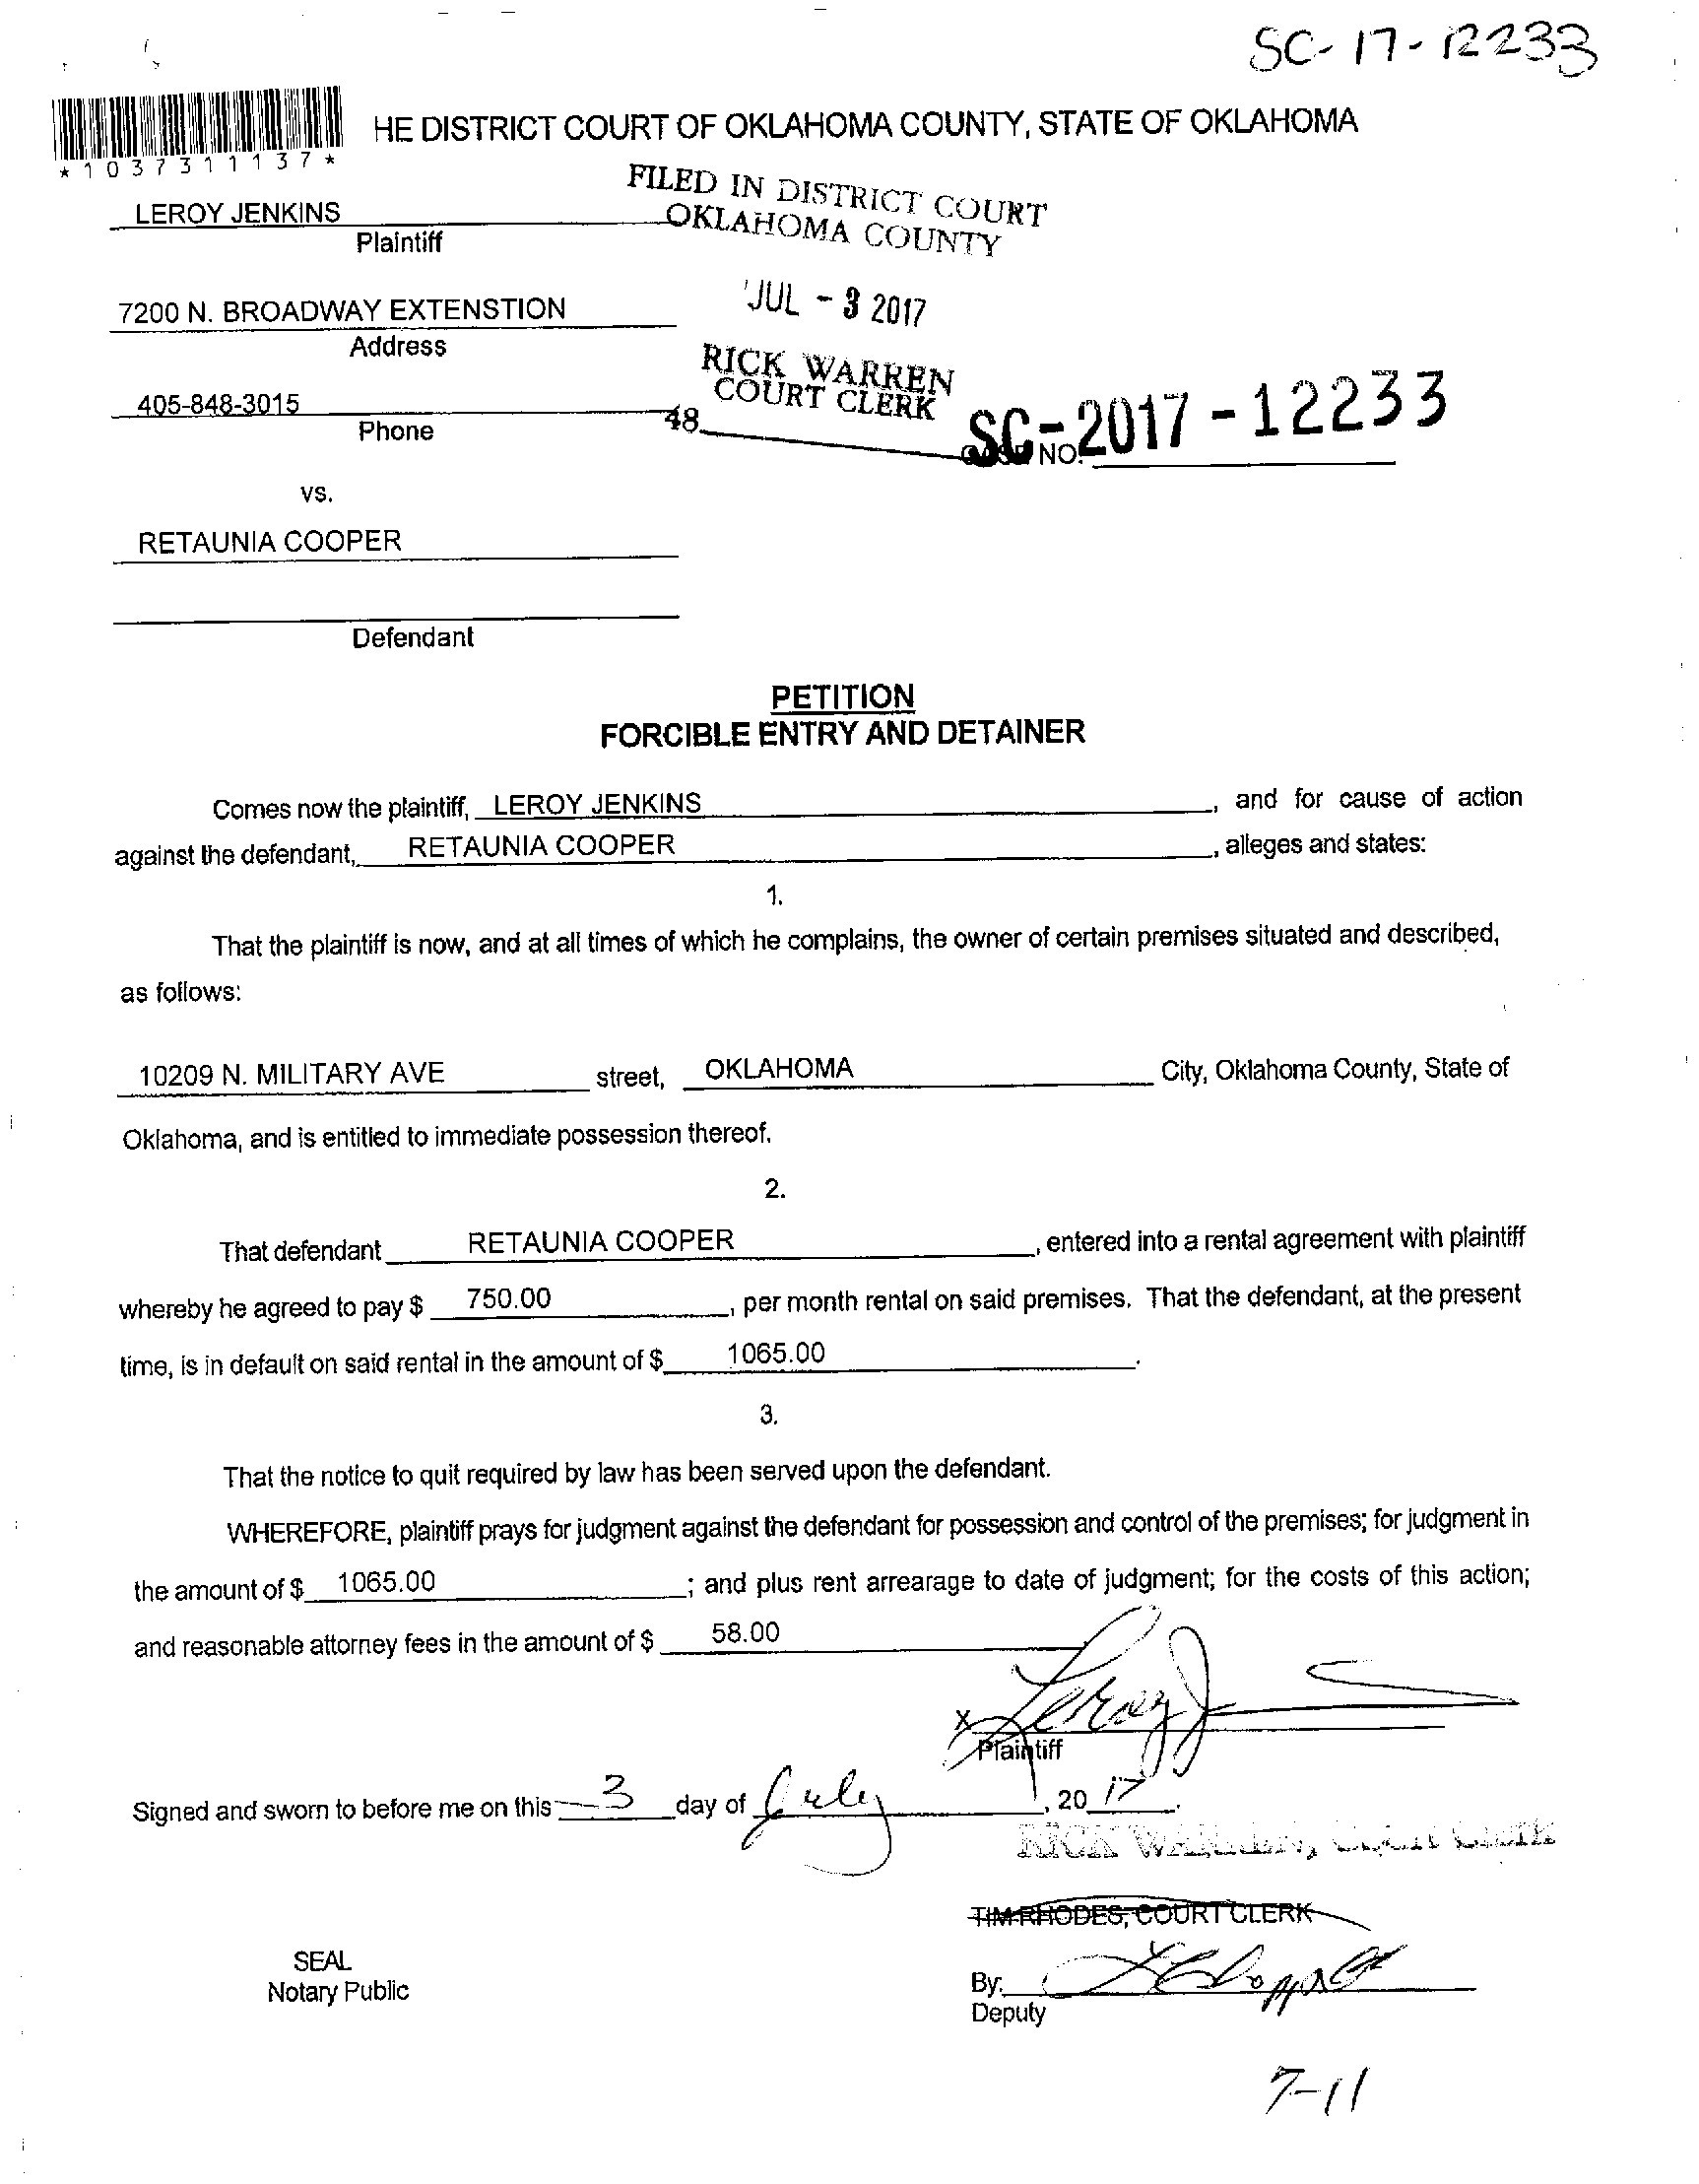 SC-17-12233
HE DISTRICT COURT OF OKLAHOMA COUNTY, STATE OF OKLAHOMA
*1037311137*
FILED IN DISTRICT COURT
OKLAHOMA COUNTY
LEROY JENKINS
Plaintiff
JUL - 3 2017
7200 N. BROADWAY EXTENSTION
Address
RICK WARREN
COURT CLERK
405-848-3015
Phone
48
SC-2017-12233
NO.
vs.
RETAUNIA COOPER
Defendant
PETITION
FORCIBLE ENTRY AND DETAINER
Comes now the plaintiff, LEROY JENKINS, and for cause of action
against the defendant, RETAUNIA COOPER, alleges and states:
1.
That the plaintiff is now, and at all times of which he complains, the owner of certain premises situated and described,
as follows:
10209 N. MILITARY AVE street, OKLAHOMA City, Oklahoma County, State of
Oklahoma, and is entitled to immediate possession thereof.
2.
That defendant RETAUNIA COOPER, entered into a rental agreement with plaintiff
whereby he agreed to pay $ 750.00, per month rental on said premises. That the defendant, at the present
time, is in default on said rental in the amount of $ 1065.00.
3.
That the notice to quit required by law has been served upon the defendant.
WHEREFORE, plaintiff prays for judgment against the defendant for possession and control of the premises; for judgment in
the amount of $ 1065.00; and plus rent arrearage to date of judgment; for the costs of this action;
and reasonable attorney fees in the amount of $ 58.00
X Leroy J
Plaintiff
Signed and sworn to before me on this 3 day of July, 20 17.
RICK WARREN, Court Clerk
TIM RHODES, COURT CLERK
SEAL
Notary Public
By:
Deputy
7-11